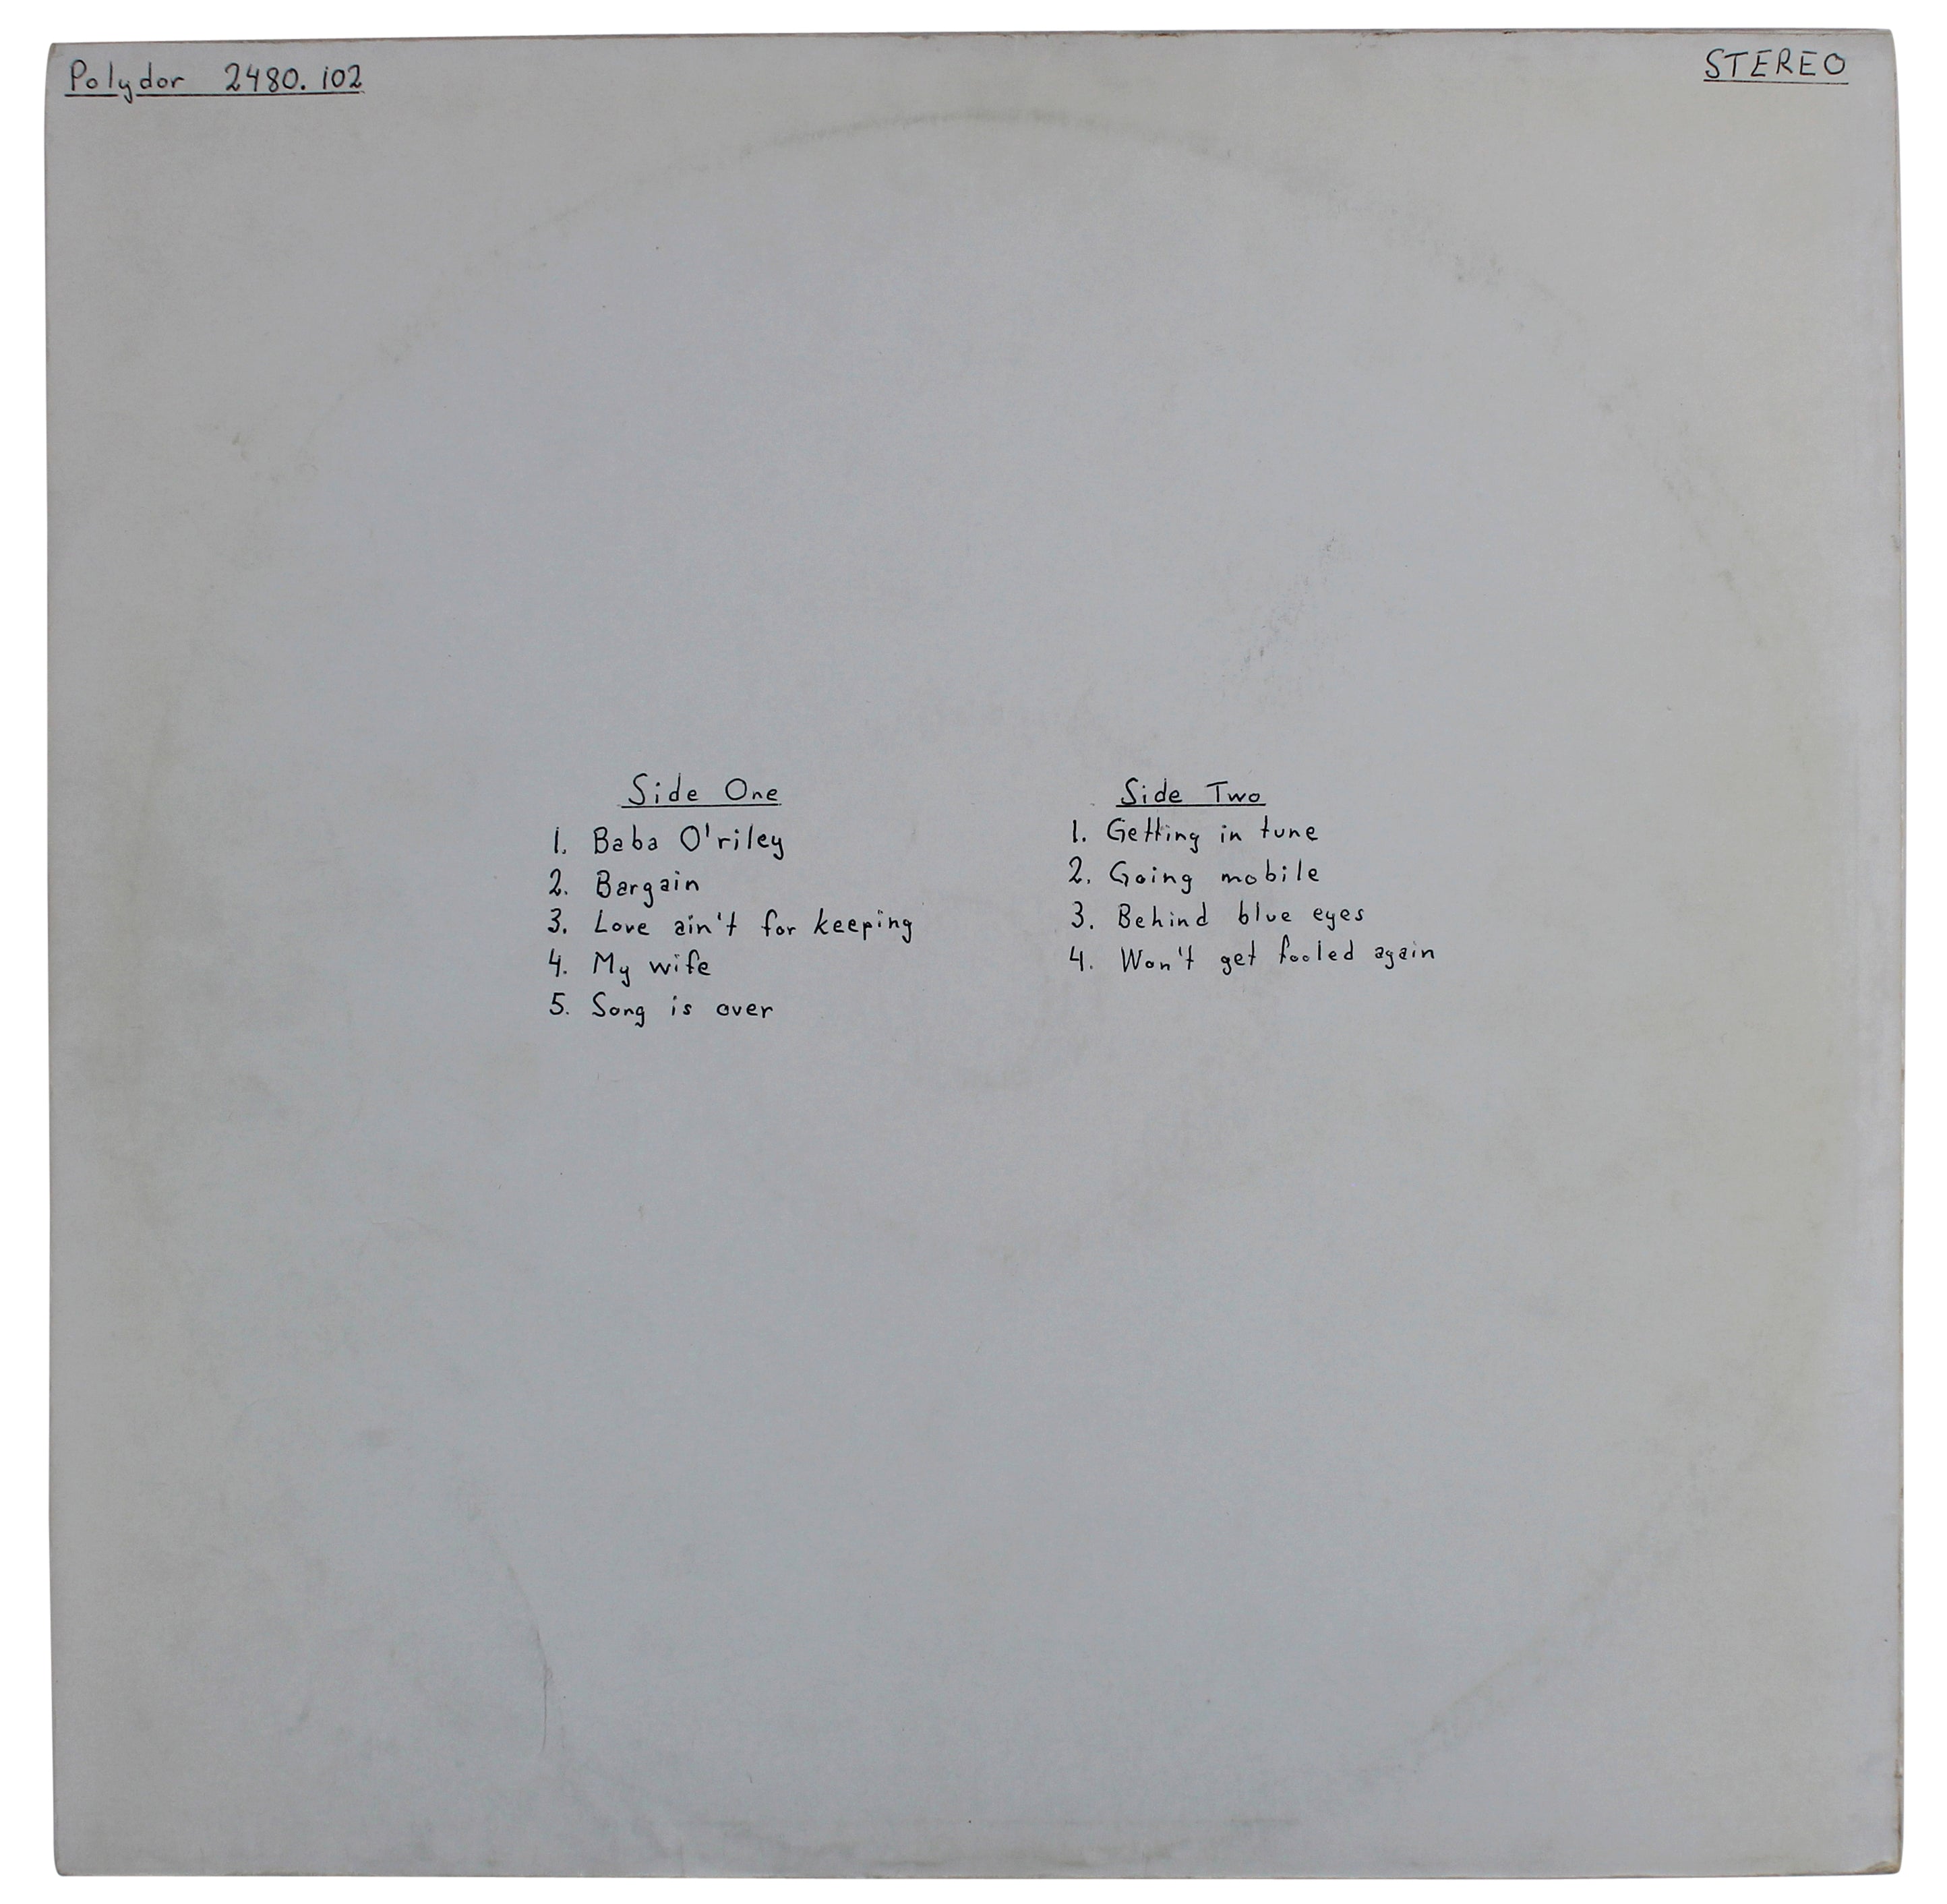 Polydor 2480.102
STEREO
Side One
1. Baba O'riley
2. Bargain
3. Love ain't for keeping
4. My wife
5. Song is over
Side Two
1. Getting in tune
2. Going mobile
3. Behind blue eyes
4. Won't get fooled again